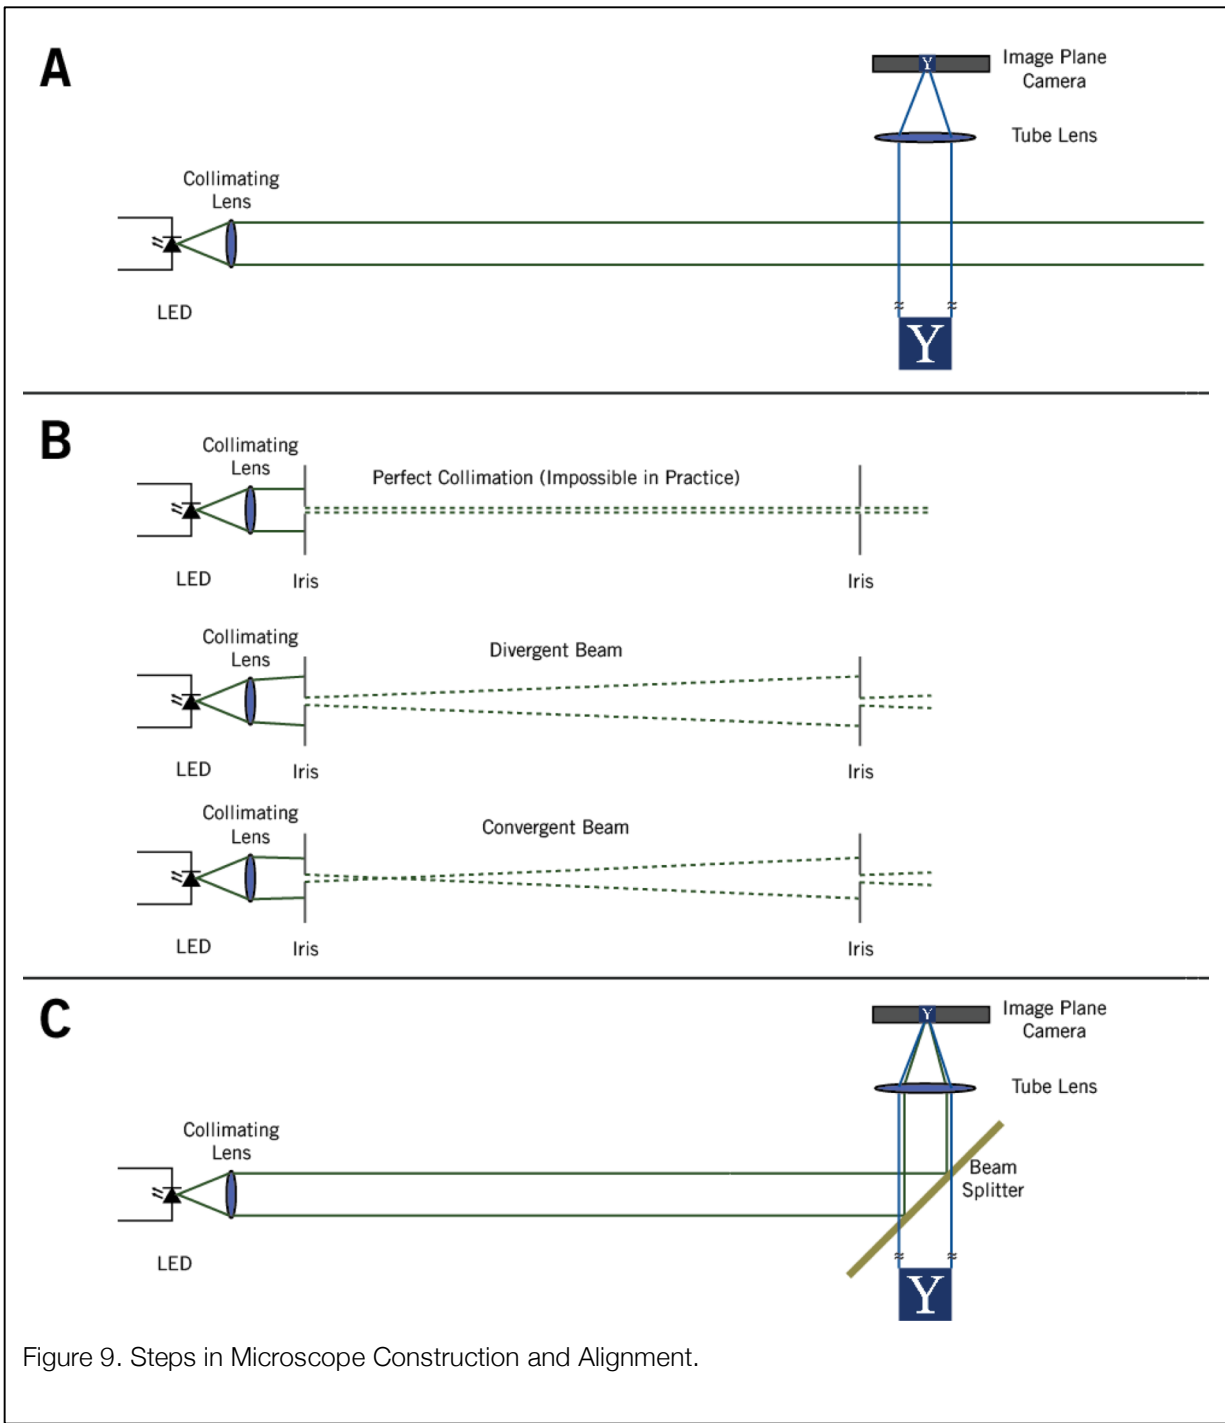 A
Image Plane
Camera
Y
Tube Lens
Collimating
Lens
LED
Y
B
Collimating
Lens
Perfect Collimation (Impossible in Practice)
LED
Iris
Iris
Collimating
Lens
Divergent Beam
LED
Iris
Iris
Collimating
Lens
Convergent Beam
LED
Iris
Iris
C
Image Plane
Camera
Y
Tube Lens
Collimating
Lens
Beam
Splitter
LED
Y
Figure 9. Steps in Microscope Construction and Alignment.